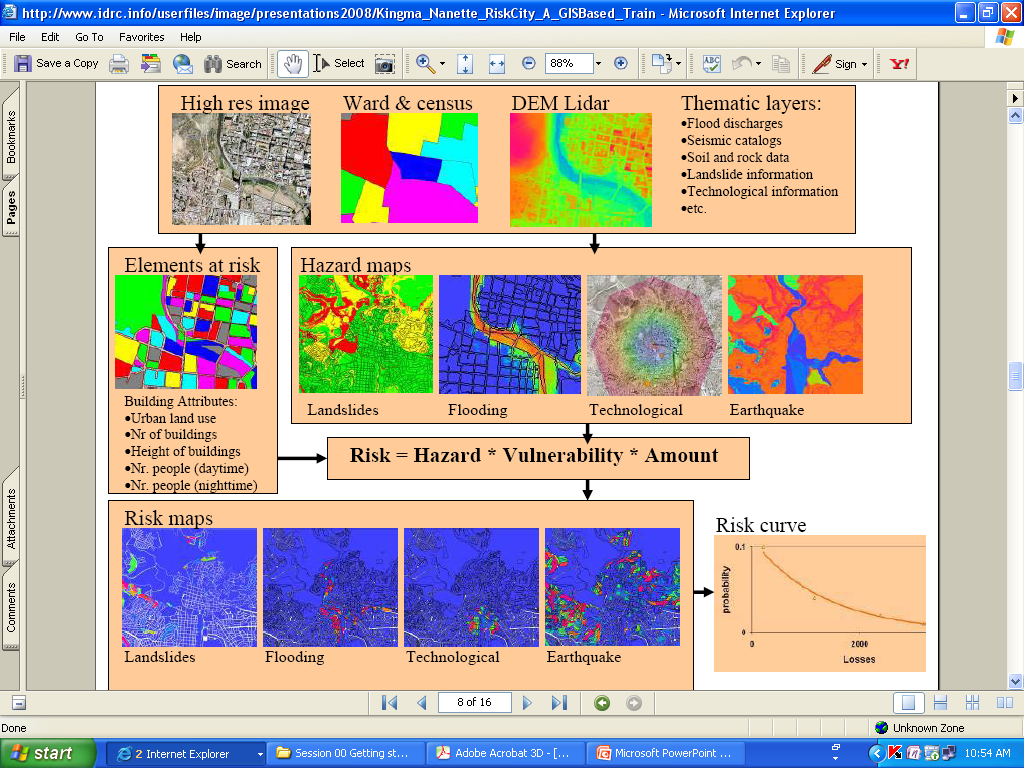 http://www.idrc.info/userfiles/image/presentations2008/Kingma_Nanette_RiskCity_A_GISBased_Train - Microsoft Internet Explorer
File Edit Go To Favorites Help
Save a Copy Search Select 88% Sign Y!
Bookmarks
Pages
Attachments
Comments
High res image
Ward & census
DEM Lidar
Thematic layers:
•Flood discharges
•Seismic catalogs
•Soil and rock data
•Landslide information
•Technological information
•etc.
Elements at risk
Building Attributes:
•Urban land use
•Nr of buildings
•Height of buildings
•Nr. people (daytime)
•Nr. people (nighttime)
Hazard maps
Landslides
Flooding
Technological
Earthquake
Risk = Hazard * Vulnerability * Amount
Risk maps
Landslides
Flooding
Technological
Earthquake
Risk curve
0.1
probability
0
0
2000
Losses
8 of 16
Done
Unknown Zone
start
2 Internet Explorer
Session 00 Getting st...
Adobe Acrobat 3D - [...
Microsoft PowerPoint ...
10:54 AM